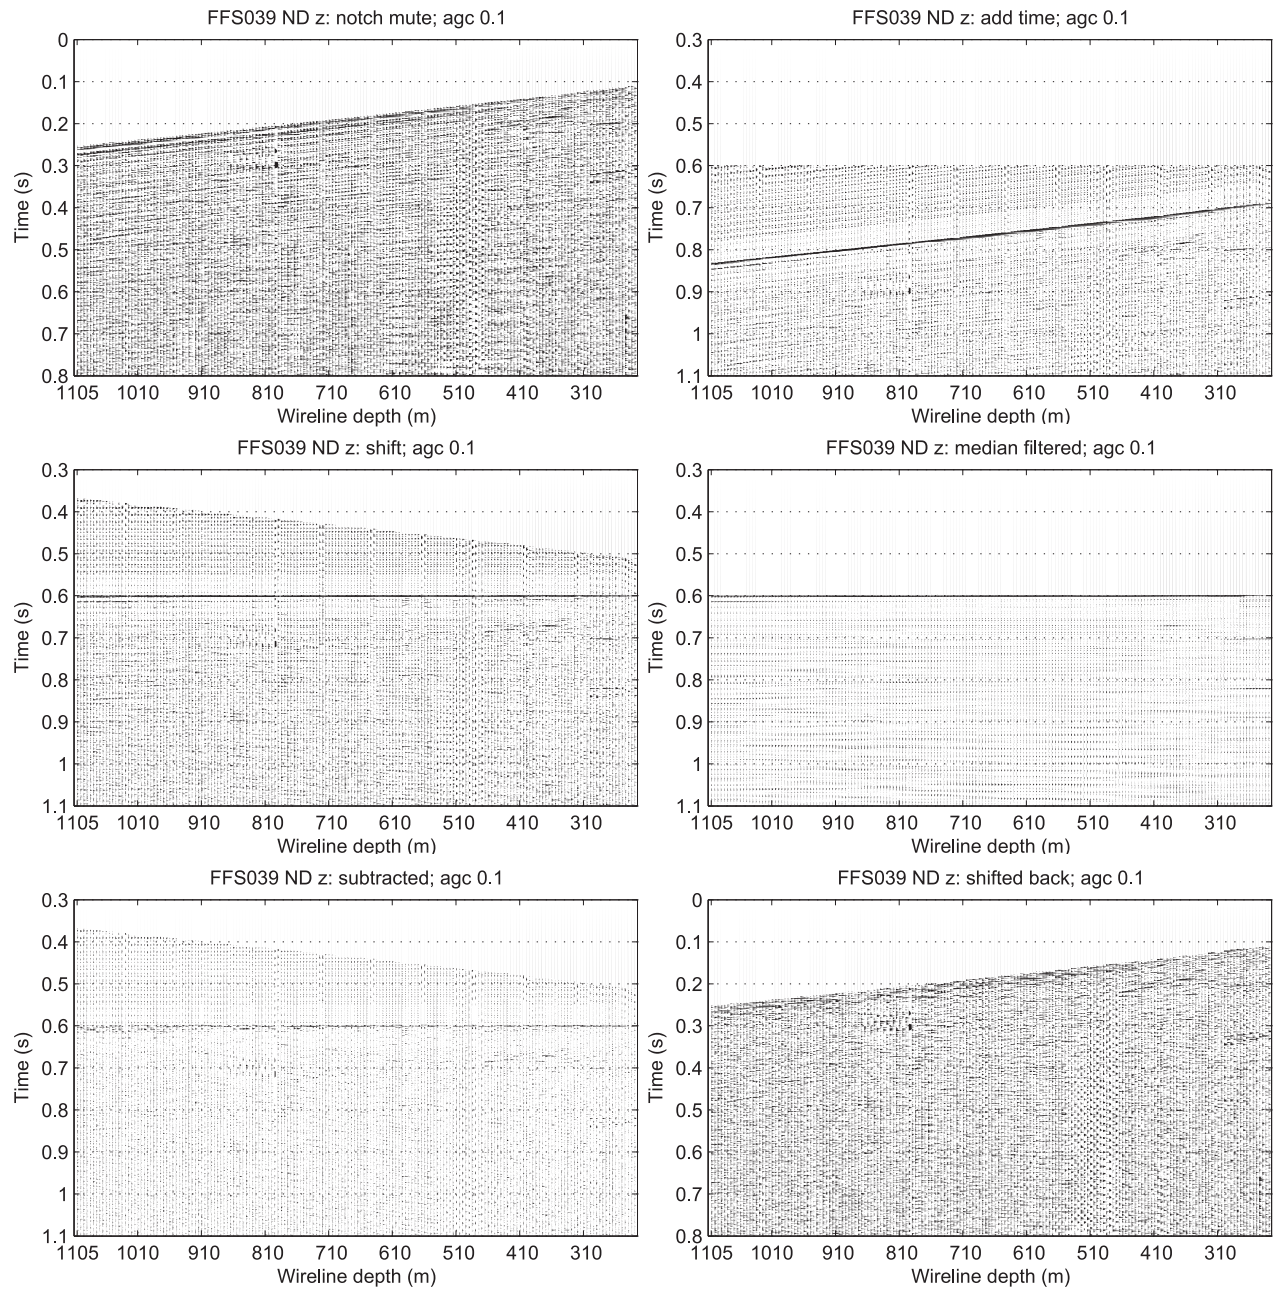 FFS039 ND z: notch mute; agc 0.1
0
0.1
0.2
0.3
0.4
0.5
0.6
0.7
0.8
Time (s)
1105 1010 910 810 710 610 510 410 310
Wireline depth (m)
FFS039 ND z: add time; agc 0.1
0.3
0.4
0.5
0.6
0.7
0.8
0.9
1
1.1
Time (s)
1105 1010 910 810 710 610 510 410 310
Wireline depth (m)
FFS039 ND z: shift; agc 0.1
0.3
0.4
0.5
0.6
0.7
0.8
0.9
1
1.1
Time (s)
1105 1010 910 810 710 610 510 410 310
Wireline depth (m)
FFS039 ND z: median filtered; agc 0.1
0.3
0.4
0.5
0.6
0.7
0.8
0.9
1
1.1
Time (s)
1105 1010 910 810 710 610 510 410 310
Wireline depth (m)
FFS039 ND z: subtracted; agc 0.1
0.3
0.4
0.5
0.6
0.7
0.8
0.9
1
1.1
Time (s)
1105 1010 910 810 710 610 510 410 310
Wireline depth (m)
FFS039 ND z: shifted back; agc 0.1
0
0.1
0.2
0.3
0.4
0.5
0.6
0.7
0.8
Time (s)
1105 1010 910 810 710 610 510 410 310
Wireline depth (m)